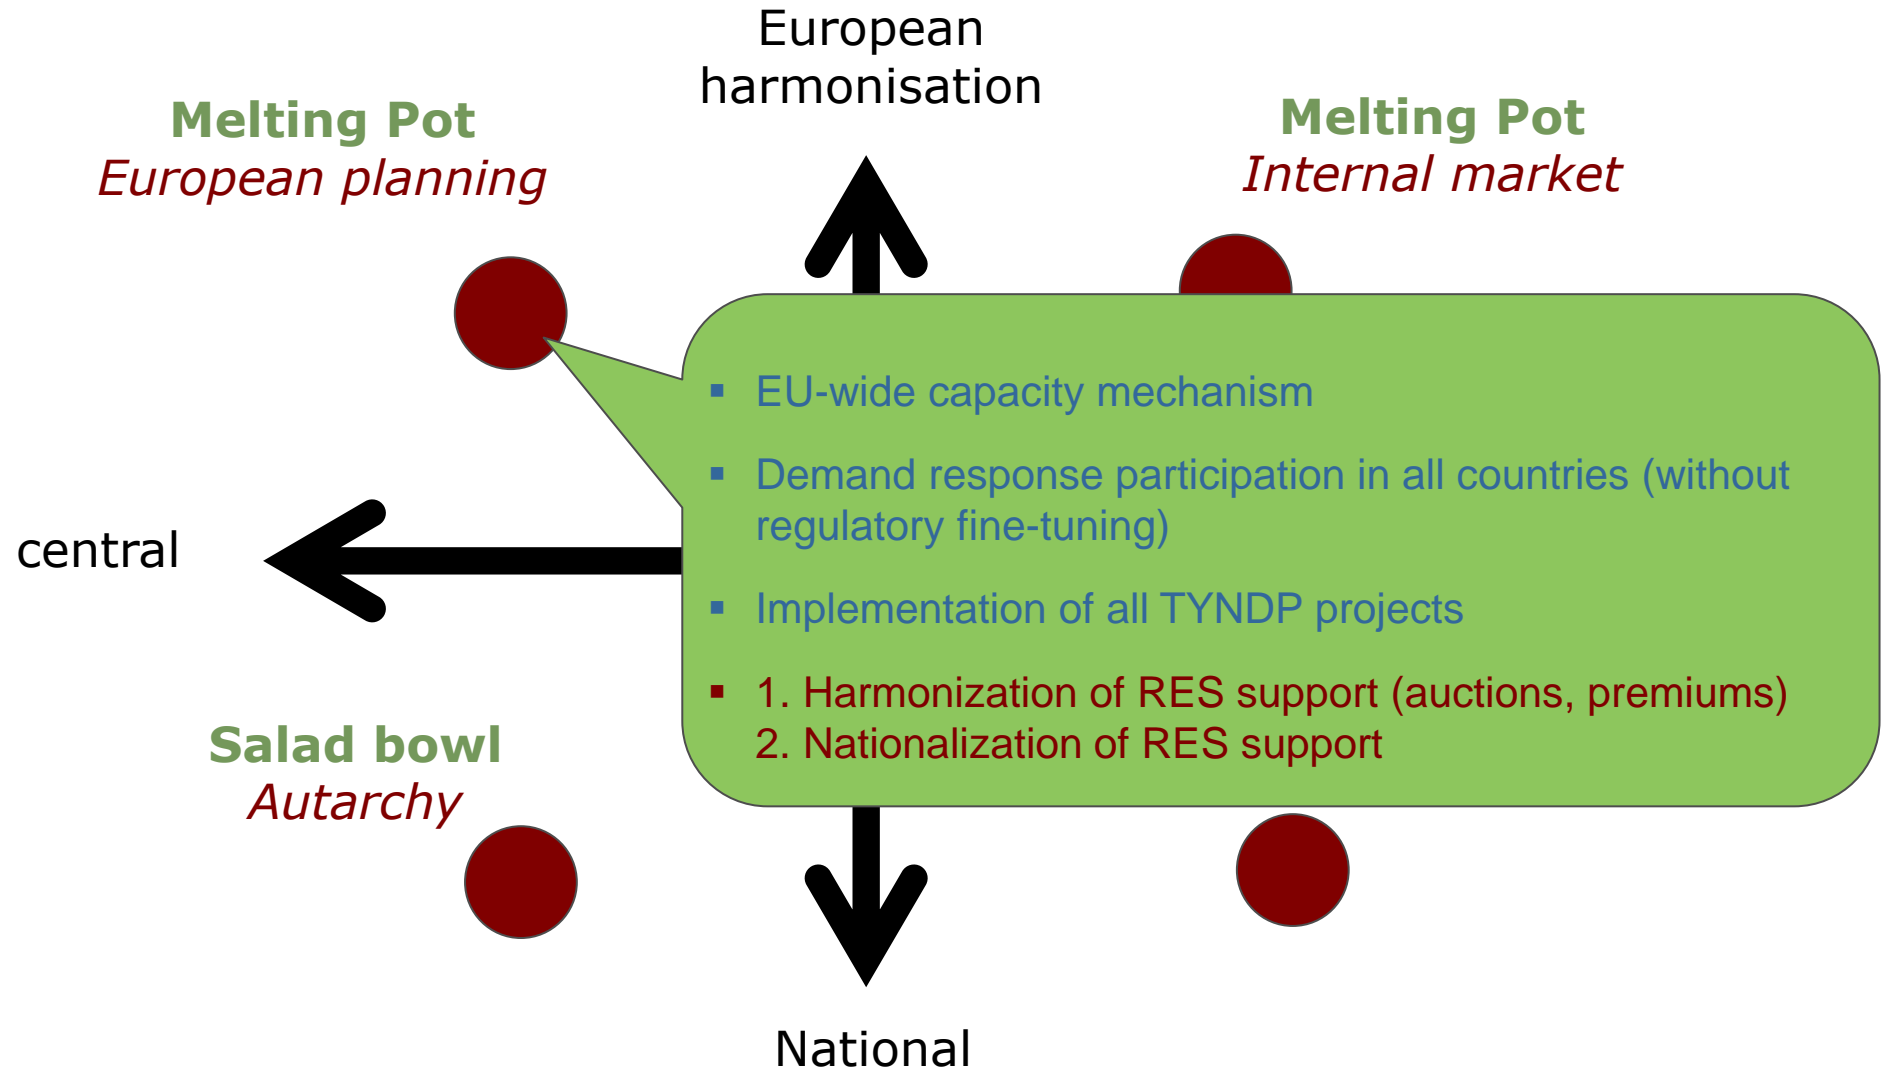 European
harmonisation
Melting Pot
European planning
Melting Pot
Internal market
▪ EU-wide capacity mechanism
▪ Demand response participation in all countries (without
regulatory fine-tuning)
▪ Implementation of all TYNDP projects
▪ 1. Harmonization of RES support (auctions, premiums)
2. Nationalization of RES support
central
Salad bowl
Autarchy
National